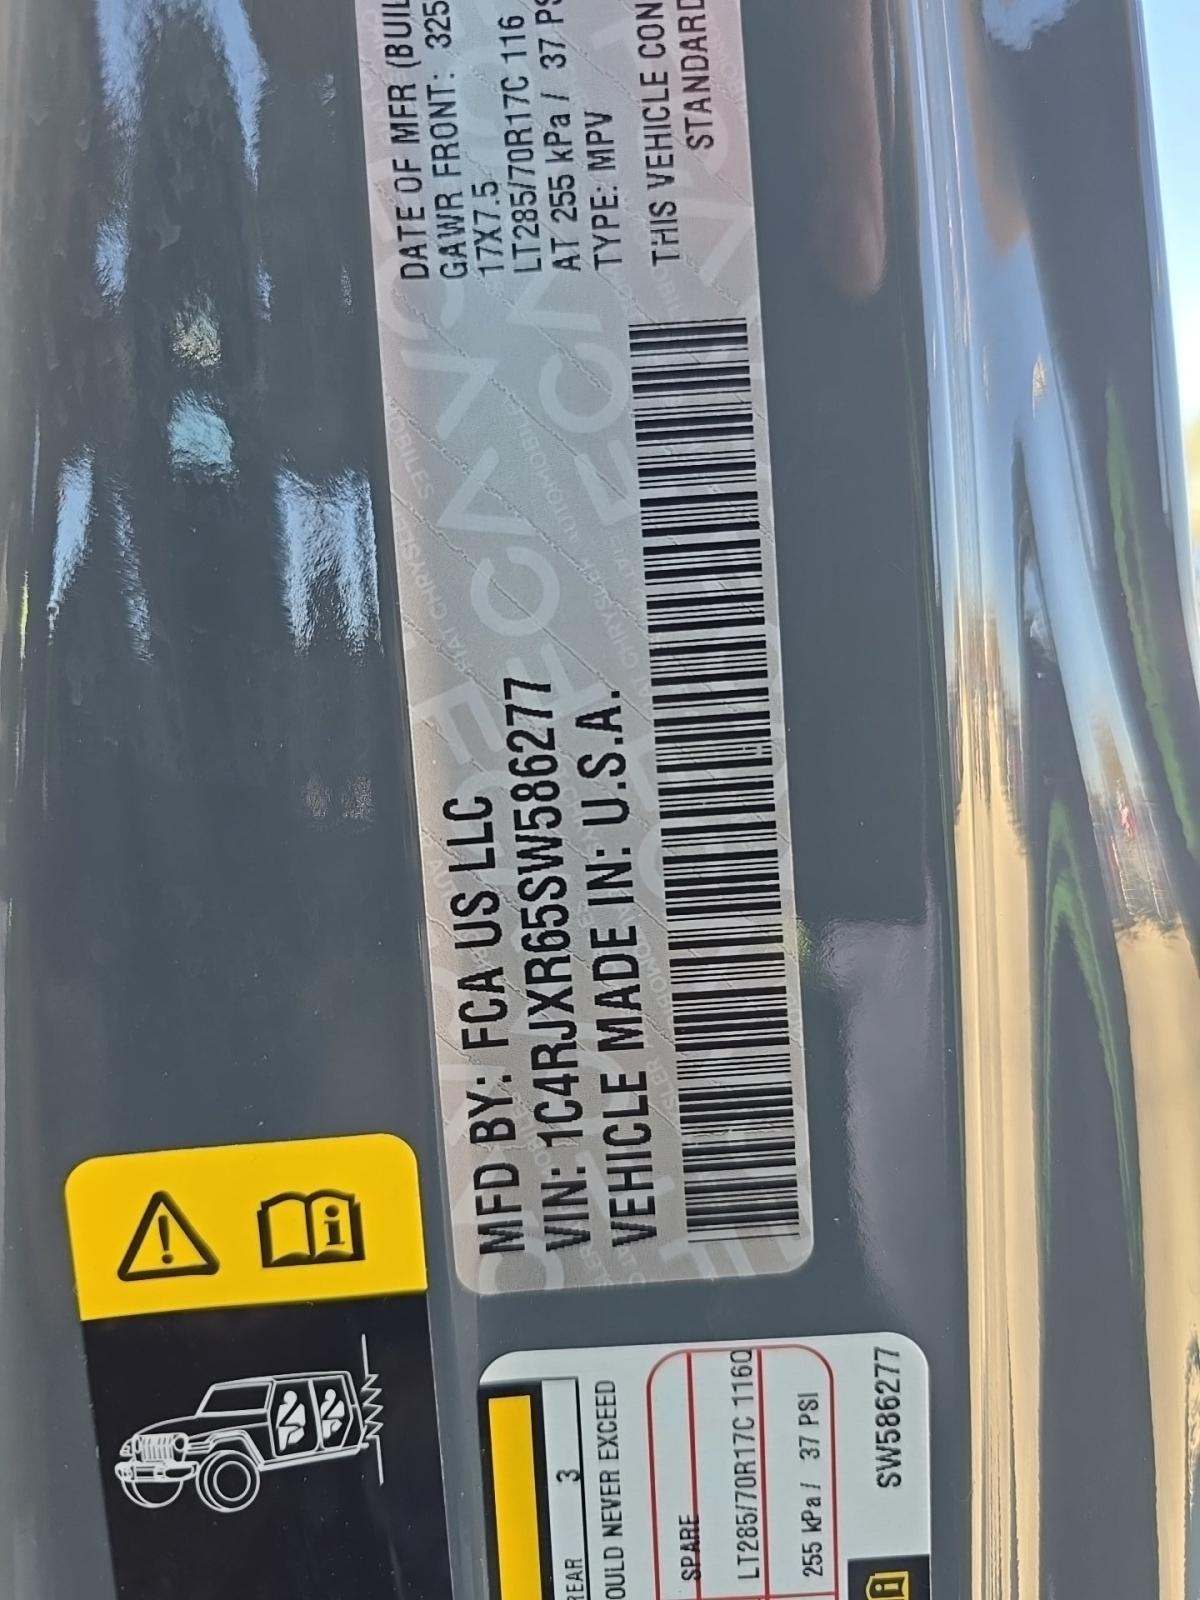 MFD BY: FCA US LLC
VIN: 1C4RJXR65SW586277
VEHICLE MADE IN: U.S.A.
DATE OF MFR (BUIL
GAWR FRONT: 325
17X7.5
LT285/70R17C 116
AT 255 kPa / 37 PS
TYPE: MPV
THIS VEHICLE CON
STANDARD
REAR 3
OULD NEVER EXCEED
SPARE
LT285/70R17C 116Q
255 kPa / 37 PSI
SW586277